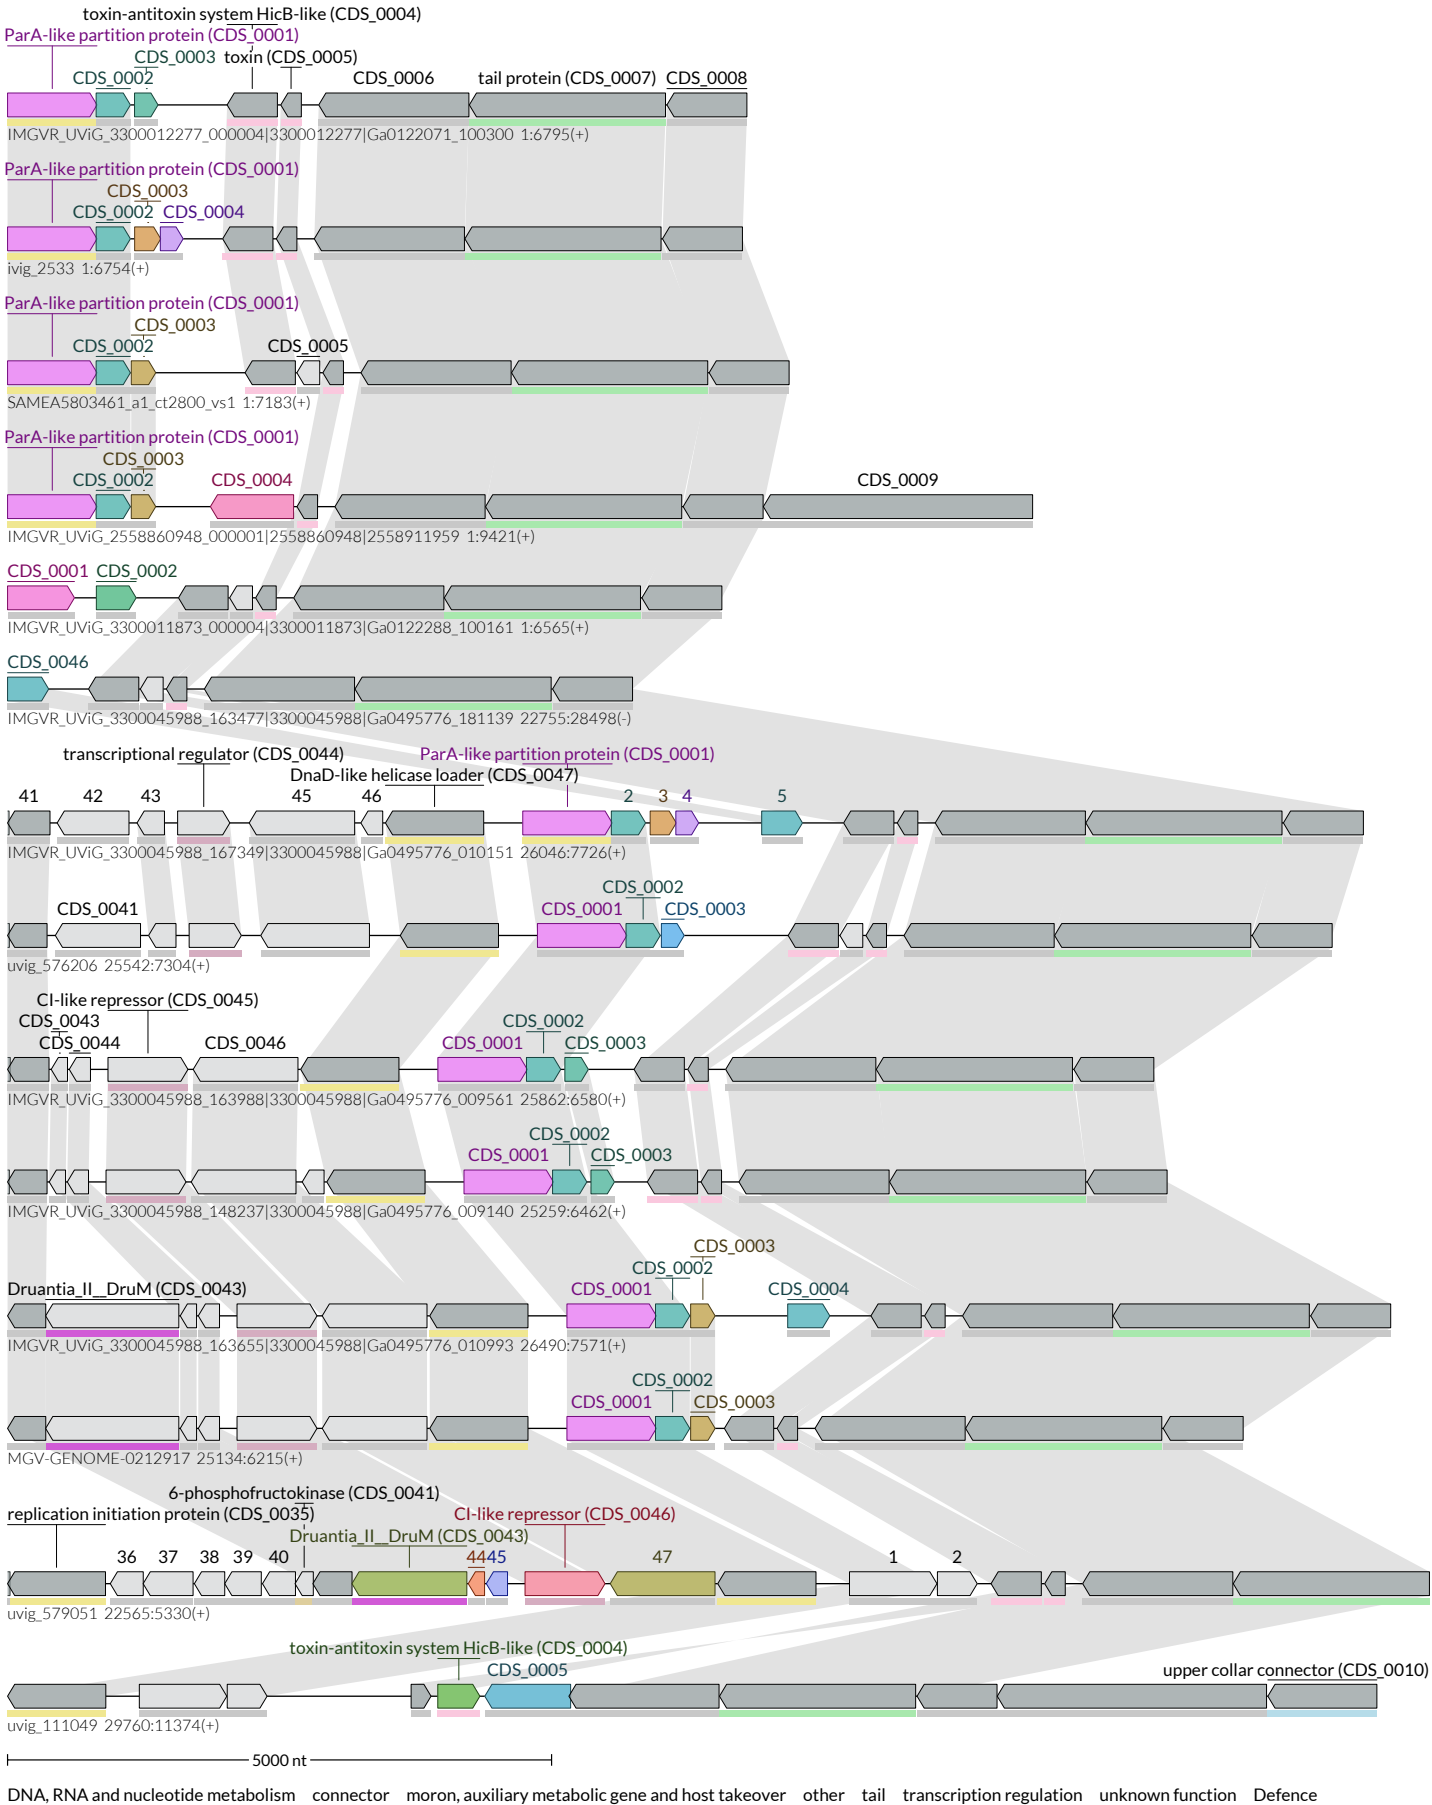 toxin-antitoxin system HicB-like (CDS_0004)
ParA-like partition protein (CDS_0001)
CDS_0003 toxin (CDS_0005)
CDS_0002 CDS_0006 tail protein (CDS_0007) CDS_0008
IMGVR_UViG_3300012277_000004|3300012277|Ga0122071_100300 1:6795(+)
ParA-like partition protein (CDS_0001)
CDS_0003
CDS_0002 CDS_0004
ivig_2533 1:6754(+)
ParA-like partition protein (CDS_0001)
CDS_0003
CDS_0002 CDS_0005
SAMEA5803461_a1_ct2800_vs1 1:7183(+)
ParA-like partition protein (CDS_0001)
CDS_0003
CDS_0002 CDS_0004 CDS_0009
IMGVR_UViG_2558860948_000001|2558860948|2558911959 1:9421(+)
CDS_0001 CDS_0002
IMGVR_UViG_3300011873_000004|3300011873|Ga0122288_100161 1:6565(+)
CDS_0046
IMGVR_UViG_3300045988_163477|3300045988|Ga0495776_181139 22755:28498(-)
transcriptional regulator (CDS_0044) ParA-like partition protein (CDS_0001)
DnaD-like helicase loader (CDS_0047)
41 42 43 45 46 2 3 4 5
IMGVR_UViG_3300045988_167349|3300045988|Ga0495776_010151 26046:7726(+)
CDS_0002
CDS_0041 CDS_0001 CDS_0003
uvig_576206 25542:7304(+)
CI-like repressor (CDS_0045)
CDS_0043 CDS_0002
CDS_0044 CDS_0046 CDS_0001 CDS_0003
IMGVR_UViG_3300045988_163988|3300045988|Ga0495776_009561 25862:6580(+)
CDS_0002
CDS_0001 CDS_0003
IMGVR_UViG_3300045988_148237|3300045988|Ga0495776_009140 25259:6462(+)
CDS_0003
CDS_0002
Druantia_II__DruM (CDS_0043) CDS_0001 CDS_0004
IMGVR_UViG_3300045988_163655|3300045988|Ga0495776_010993 26490:7571(+)
CDS_0002
CDS_0001 CDS_0003
MGV-GENOME-0212917 25134:6215(+)
6-phosphofructokinase (CDS_0041)
replication initiation protein (CDS_0035) CI-like repressor (CDS_0046)
Druantia_II__DruM (CDS_0043)
36 37 38 39 40 44 45 47 1 2
uvig_579051 22565:5330(+)
toxin-antitoxin system HicB-like (CDS_0004)
CDS_0005 upper collar connector (CDS_0010)
uvig_111049 29760:11374(+)
5000 nt
DNA, RNA and nucleotide metabolism connector moron, auxiliary metabolic gene and host takeover other tail transcription regulation unknown function Defence